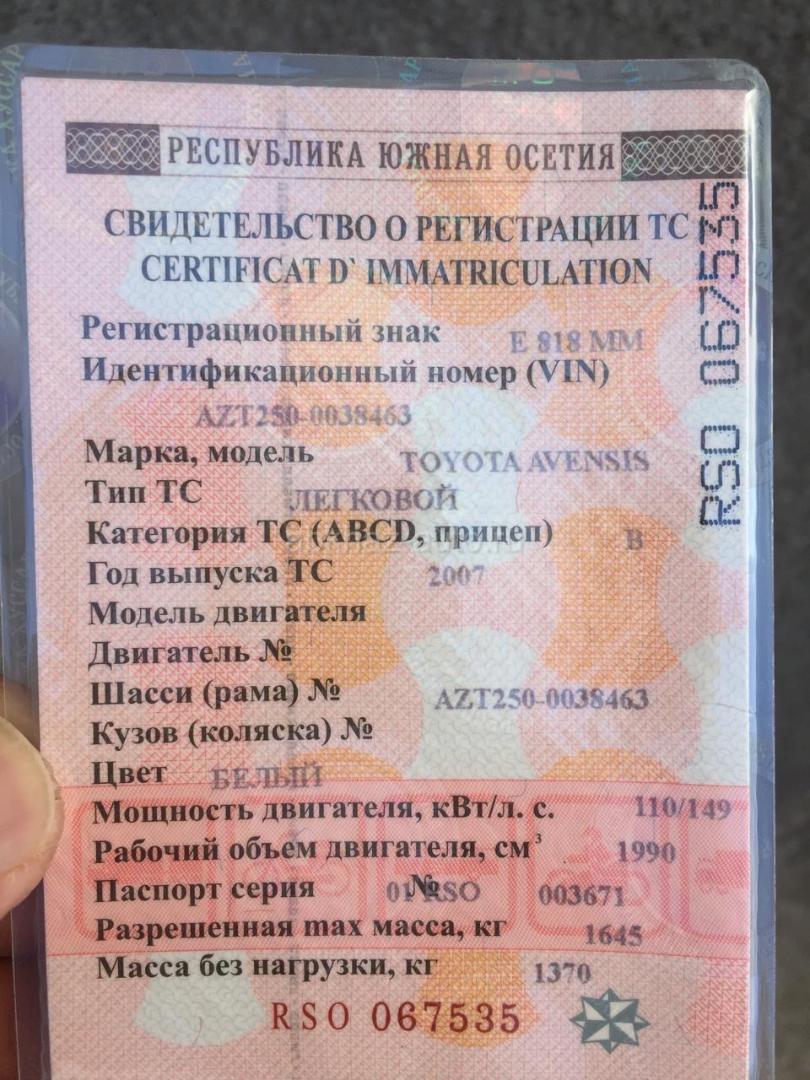 РЕСПУБЛИКА ЮЖНАЯ ОСЕТИЯ
СВИДЕТЕЛЬСТВО О РЕГИСТРАЦИИ ТС
CERTIFICAT D` IMMATRICULATION
Регистрационный знак Е 818 ММ
Идентификационный номер (VIN)
AZT250-0038463
Марка, модель TOYOTA AVENSIS
Тип ТС ЛЕГКОВОЙ
Категория ТС (ABCD, прицеп) B
Год выпуска ТС 2007
Модель двигателя
Двигатель №
Шасси (рама) № AZT250-0038463
Кузов (коляска) №
Цвет БЕЛЫЙ
Мощность двигателя, кВт/л. с. 110/149
Рабочий объем двигателя, см³ 1990
Паспорт серия 01 RSO № 003671
Разрешенная max масса, кг 1645
Масса без нагрузки, кг 1370
RSO 067535
RSO 067535